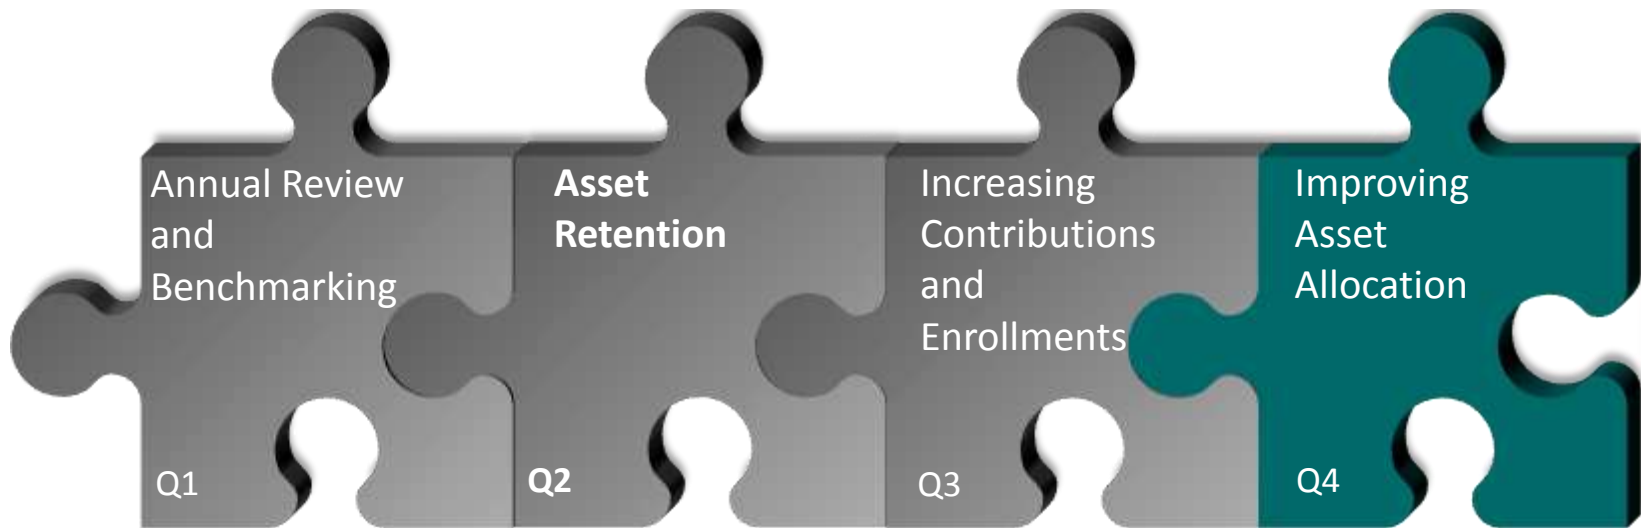 Annual Review
and
Benchmarking
Q1
Asset
Retention
Q2
Increasing
Contributions
and
Enrollments
Q3
Improving
Asset
Allocation
Q4